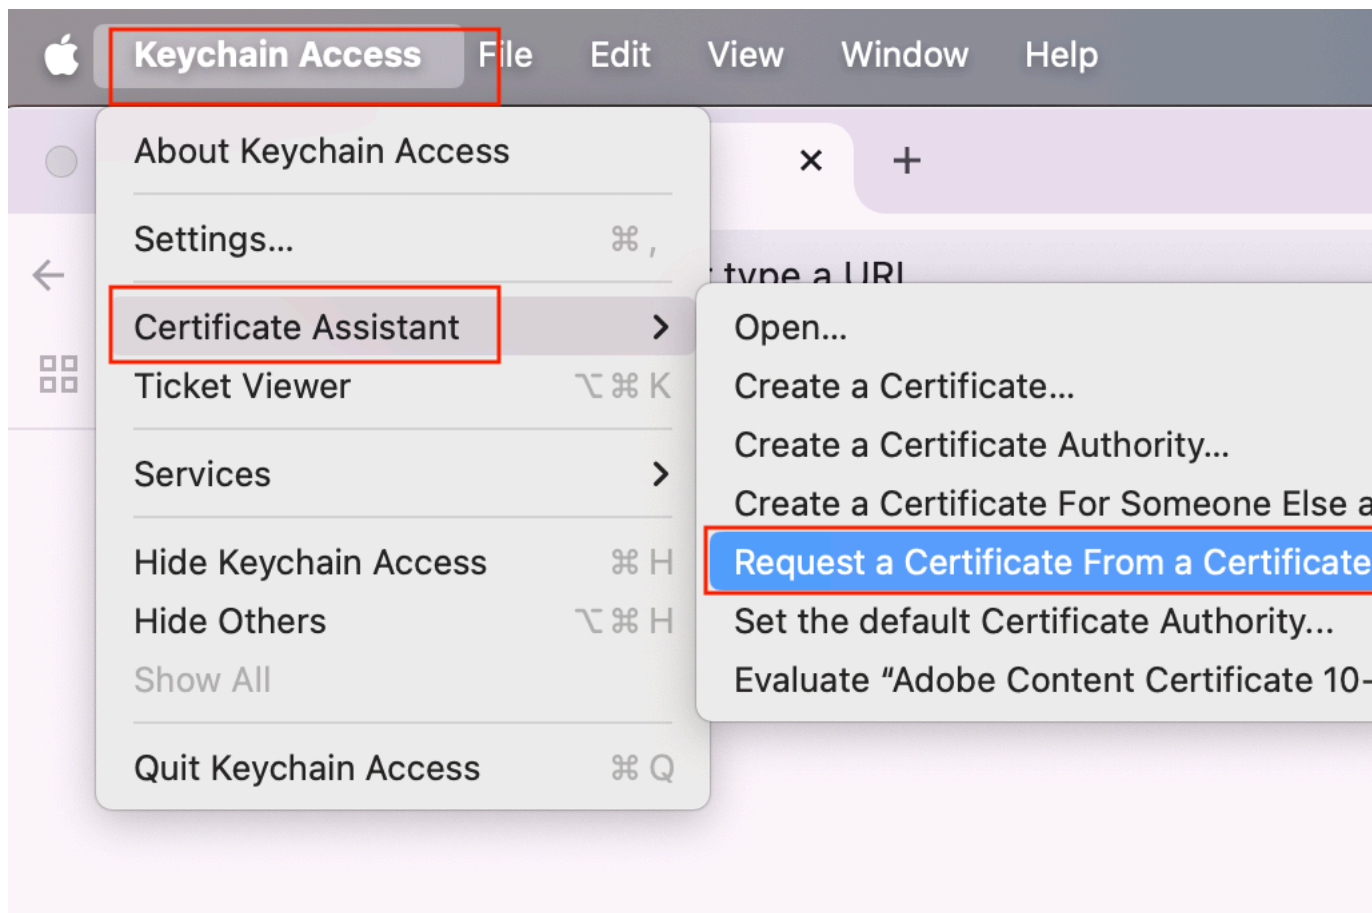 Keychain Access File Edit View Window Help
About Keychain Access
Settings... ⌘ ,
type a URL
Certificate Assistant
Open...
Ticket Viewer ⌥ ⌘ K
Create a Certificate...
Create a Certificate Authority...
Services
Create a Certificate For Someone Else a
Hide Keychain Access ⌘ H
Request a Certificate From a Certificate
Hide Others ⌥ ⌘ H
Set the default Certificate Authority...
Show All
Evaluate “Adobe Content Certificate 10-
Quit Keychain Access ⌘ Q